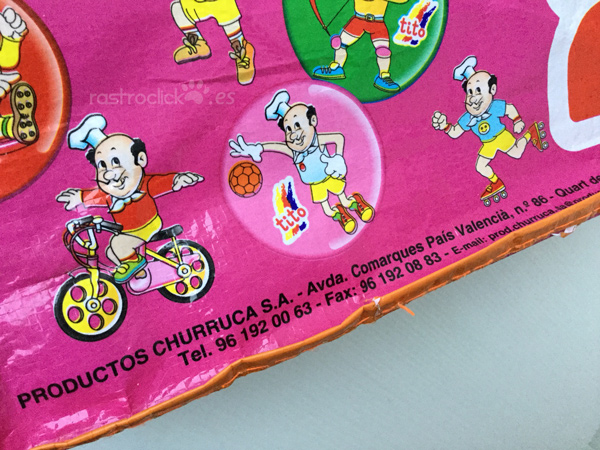 tito
rastroclick.es
tito
PRODUCTOS CHURRUCA S.A. - Avda. Comarques País Valencià, n.º 86 - Quart de
Tel. 96 192 00 63 - Fax: 96 192 08 83 - E-mail: prod.churruca.sa@